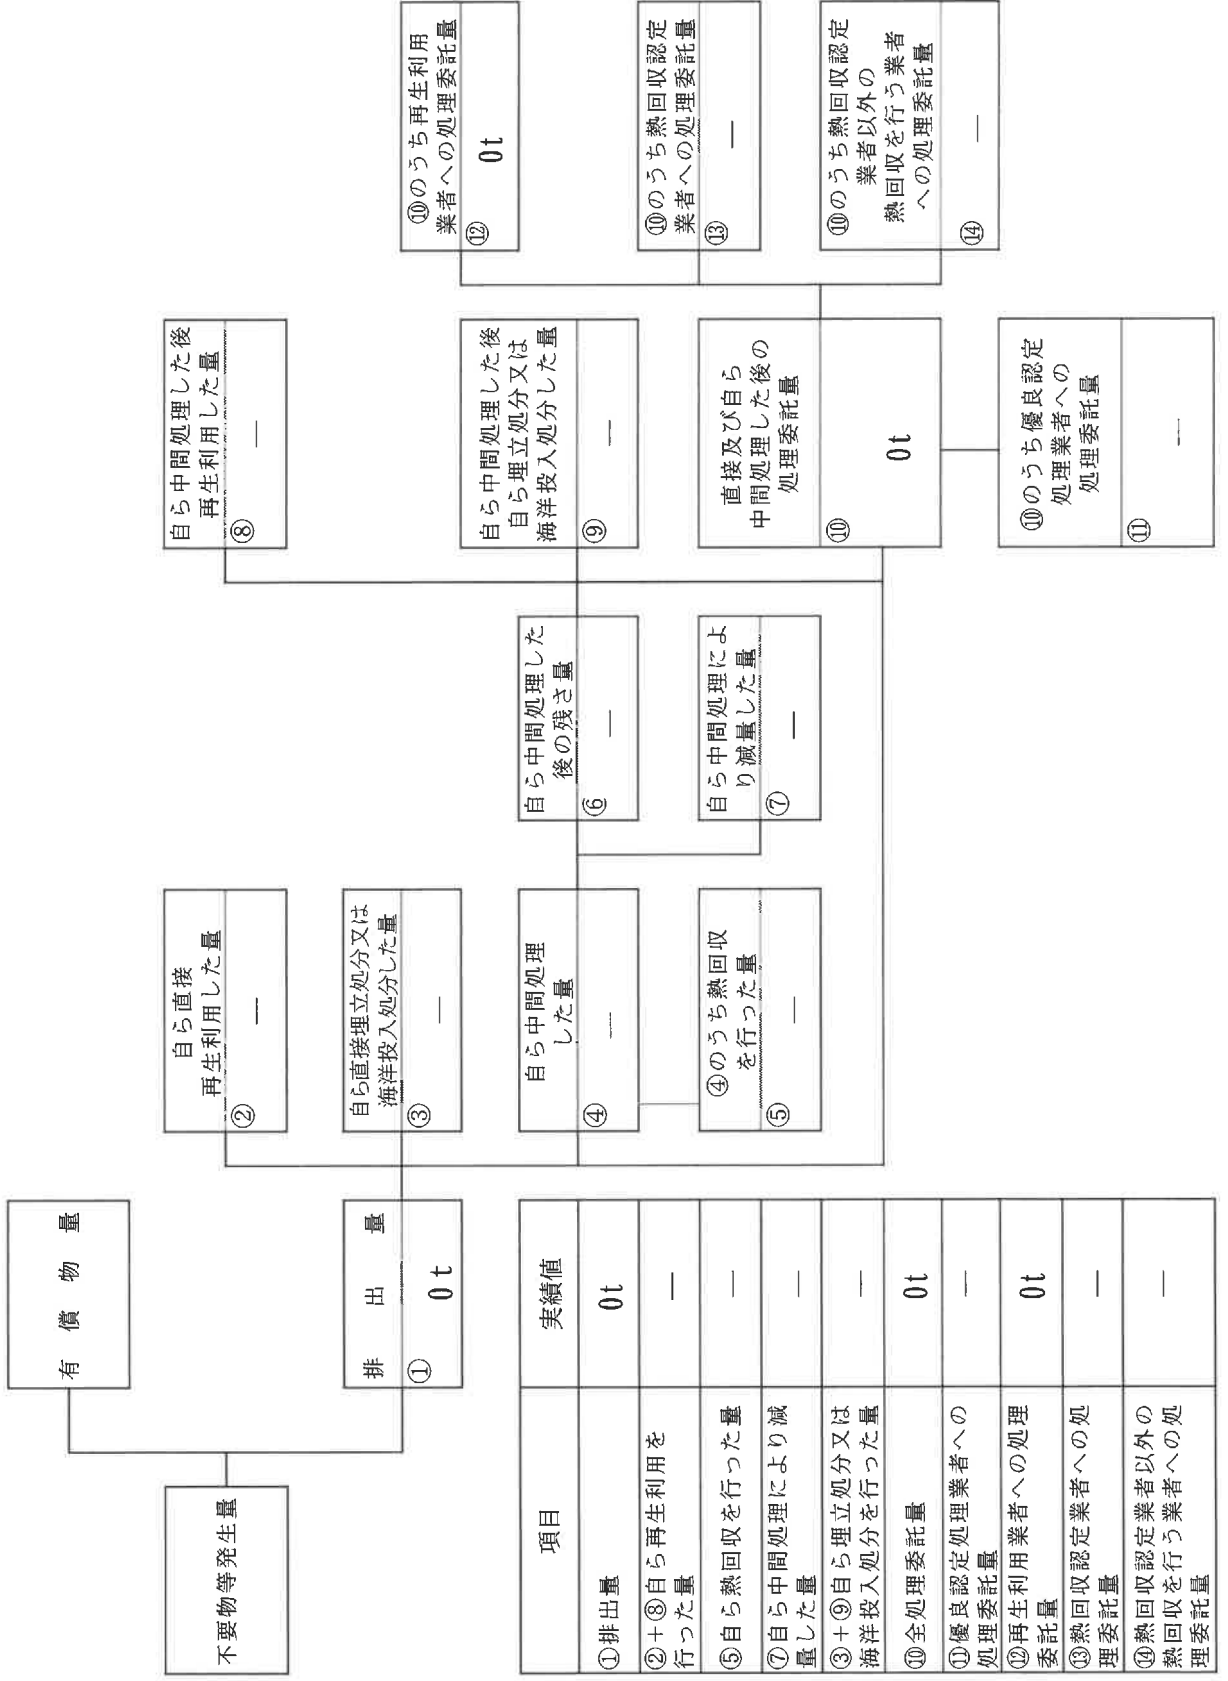 不要物等発生量
有償物量
排出量
①
0t
自ら直接
再生利用した量
②
―
自ら直接埋立処分又は
海洋投入処分した量
③
―
自ら中間処理
した量
④
―
④のうち熱回収
を行った量
⑤
―
自ら中間処理した
後の残さ量
⑥
―
自ら中間処理によ
り減量した量
⑦
―
自ら中間処理した後
再生利用した量
⑧
―
自ら中間処理した後
自ら埋立処分又は
海洋投入処分した量
⑨
―
直接及び自ら
中間処理した後の
処理委託量
⑩
0t
⑩のうち優良認定
処理業者への
処理委託量
⑪
―
⑩のうち再生利用
業者への処理委託量
⑫
0t
⑩のうち熱回収認定
業者への処理委託量
⑬
―
⑩のうち熱回収認定
業者以外の
熱回収を行う業者
への処理委託量
⑭
―
項目 実績値
①排出量 0t
②＋⑧自ら再生利用を
行った量 ―
⑤自ら熱回収を行った量 ―
⑦自ら中間処理により減
量した量 ―
③＋⑨自ら埋立処分又は
海洋投入処分を行った量 ―
⑩全処理委託量 0t
⑪優良認定処理業者への
処理委託量 ―
⑫再生利用業者への処理
委託量 0t
⑬熱回収認定業者への処
理委託量 ―
⑭熱回収認定業者以外の
熱回収を行う業者への処
理委託量 ―